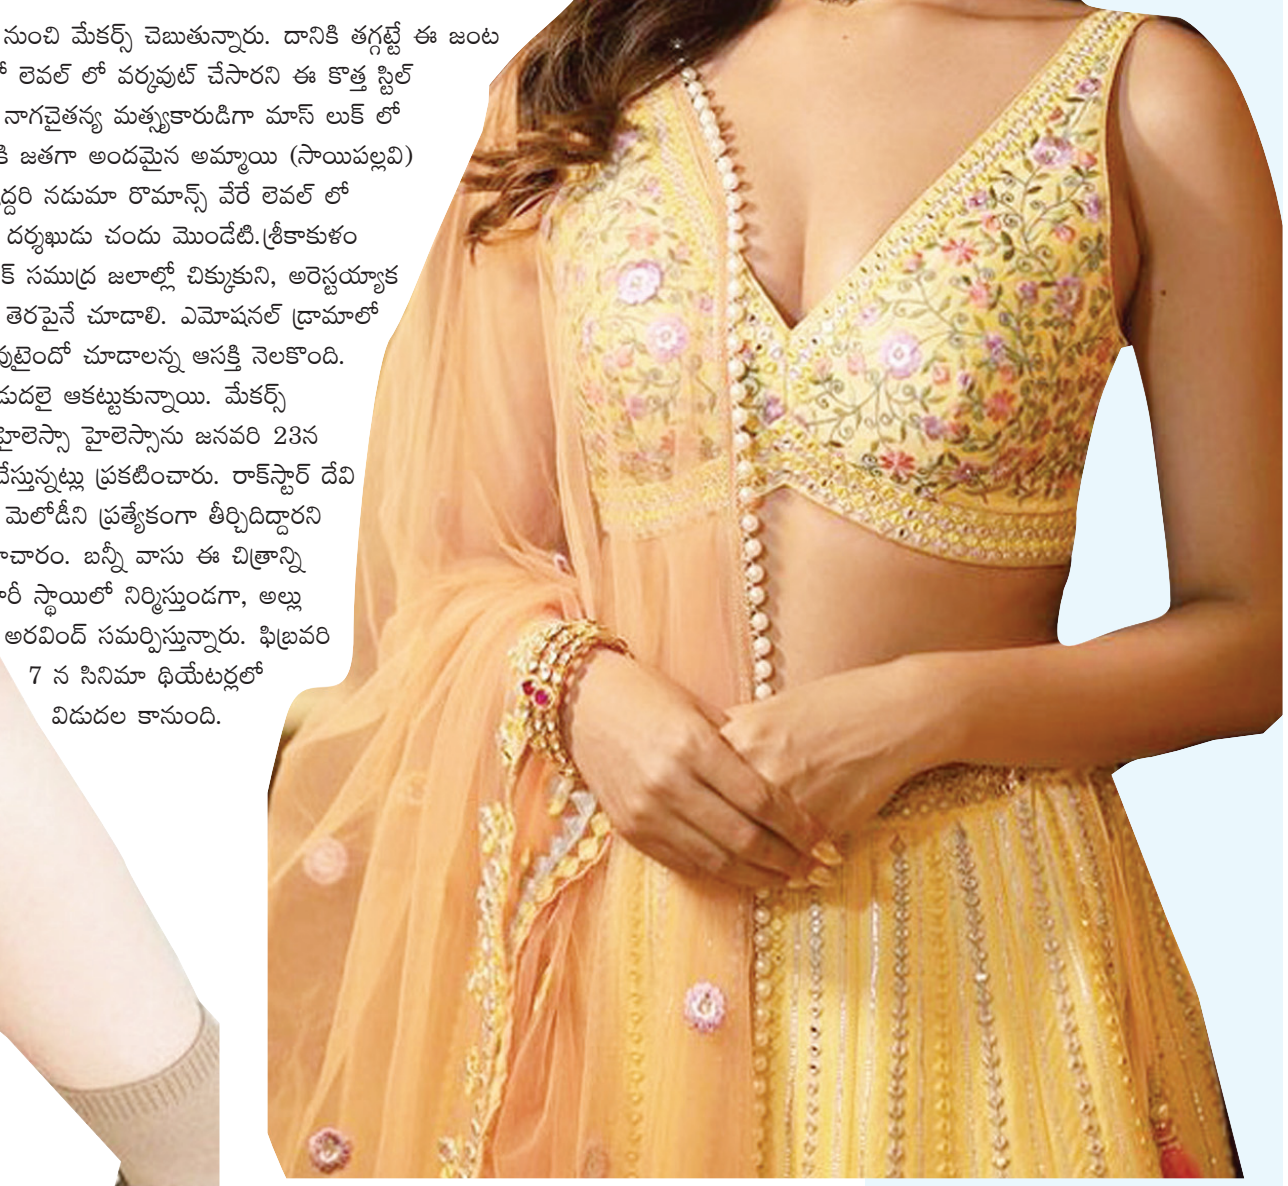 నుంచి మేకర్స్ చెబుతున్నారు. దానికి తగ్గట్టే ఈ జంట
లెవల్ లో వర్కవుట్ చేసారని ఈ కొత్త స్టిల్
నాగచైతన్య మత్స్యకారుడిగా మాస్ లుక్ లో
జతగా అందమైన అమ్మాయి (సాయిపల్లవి)
నడుమా రొమాన్స్ వేరే లెవల్ లో
దర్శఖుడు చందు మొండేటి.శ్రీకాకుళం
సముద్ర జలాల్లో చిక్కుకుని, అరెస్టయ్యాక
తెరపైనే చూడాలి. ఎమోషనల్ డ్రామాలో
చూడాలన్న ఆసక్తి నెలకొంది.
ఆకట్టుకున్నాయి. మేకర్స్
హైలెస్సా హైలెస్సాను జనవరి 23న
ప్రకటించారు. రాక్‌స్టార్ దేవి
మెలోడీని ప్రత్యేకంగా తీర్చిదిద్దారని
బన్నీ వాసు ఈ చిత్రాన్ని
స్థాయిలో నిర్మిస్తుండగా, అల్లు
అరవింద్ సమర్పిస్తున్నారు. ఫిబ్రవరి
7 న సినిమా థియేటర్లలో
విడుదల కానుంది.